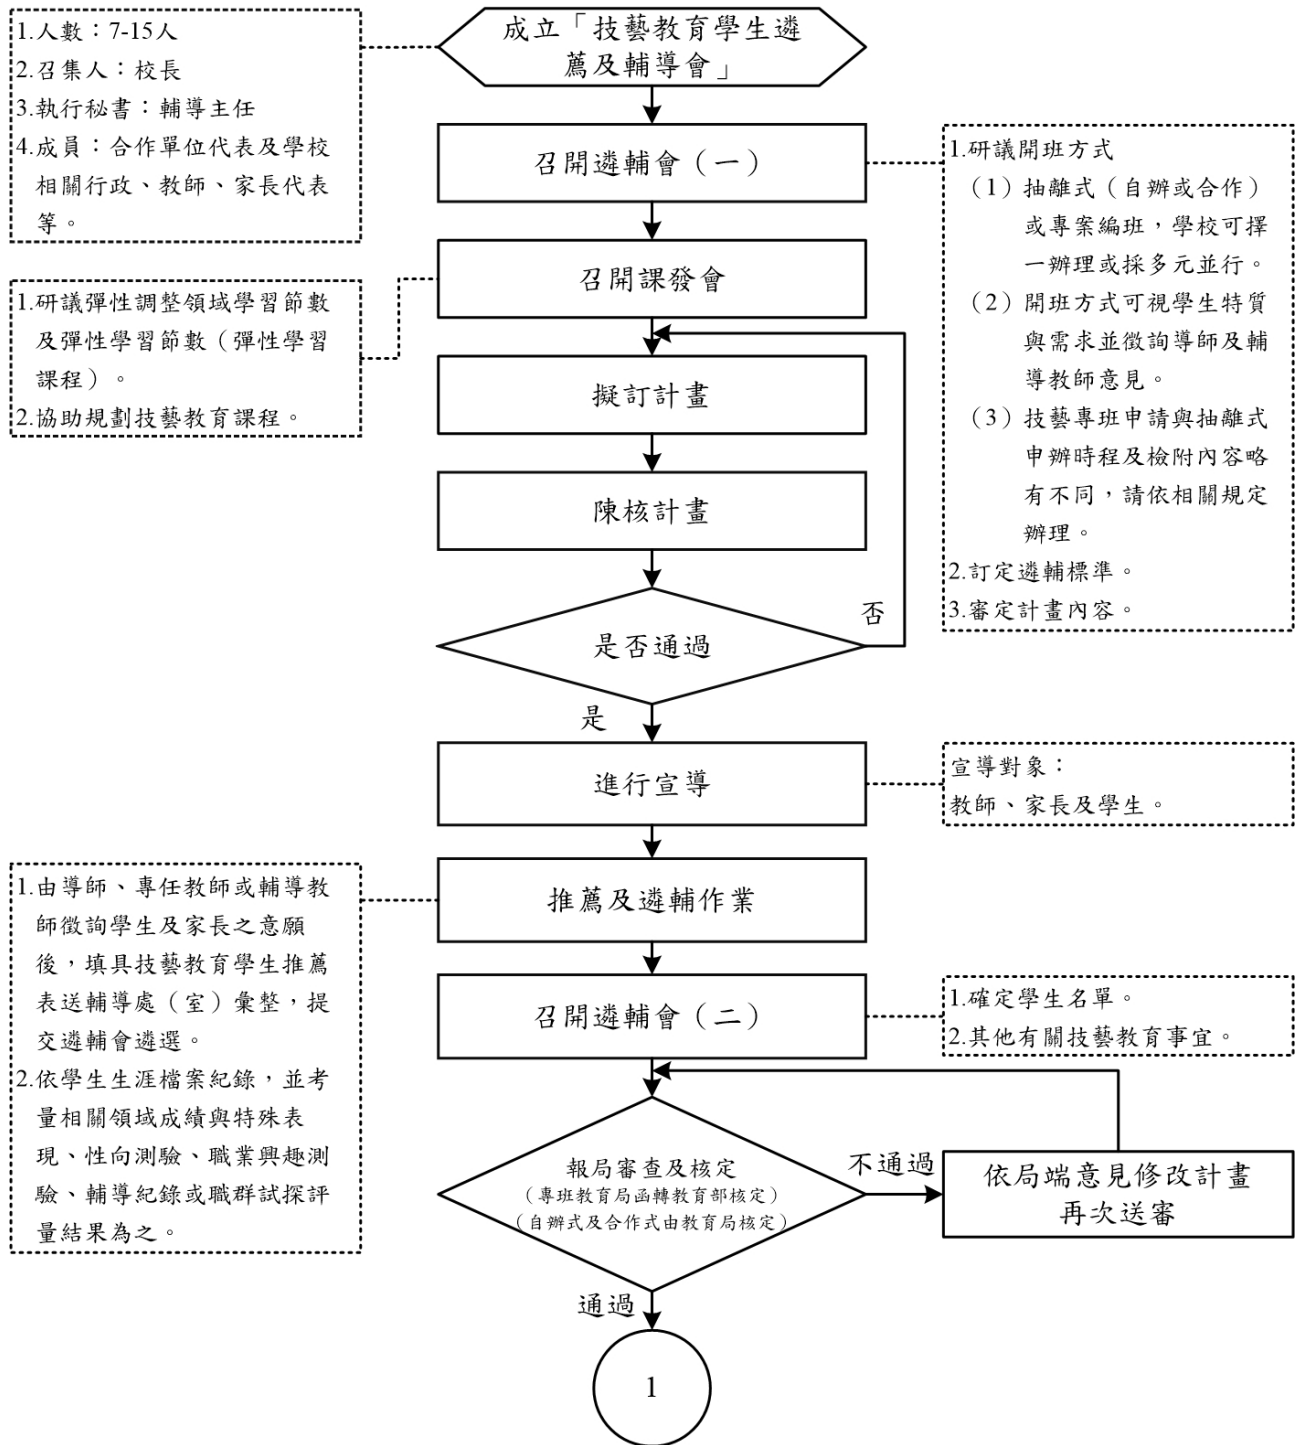 成立「技藝教育學生遴
薦及輔導會」
1.人數：7-15人
2.召集人：校長
3.執行秘書：輔導主任
4.成員：合作單位代表及學校
相關行政、教師、家長代表
等。
召開遴輔會（一）
1.研議開班方式
（1）抽離式（自辦或合作）
或專案編班，學校可擇
一辦理或採多元並行。
（2）開班方式可視學生特質
與需求並徵詢導師及輔
導教師意見。
（3）技藝專班申請與抽離式
申辦時程及檢附內容略
有不同，請依相關規定
辦理。
2.訂定遴輔標準。
3.審定計畫內容。
召開課發會
1.研議彈性調整領域學習節數
及彈性學習節數（彈性學習
課程）。
2.協助規劃技藝教育課程。
擬訂計畫
陳核計畫
是否通過
否
是
進行宣導
宣導對象：
教師、家長及學生。
推薦及遴輔作業
1.由導師、專任教師或輔導教
師徵詢學生及家長之意願
後，填具技藝教育學生推薦
表送輔導處（室）彙整，提
交遴輔會遴選。
2.依學生生涯檔案紀錄，並考
量相關領域成績與特殊表
現、性向測驗、職業興趣測
驗、輔導紀錄或職群試探評
量結果為之。
召開遴輔會（二）
1.確定學生名單。
2.其他有關技藝教育事宜。
報局審查及核定
（專班教育局函轉教育部核定）
（自辦式及合作式由教育局核定）
不通過
依局端意見修改計畫
再次送審
通過
1